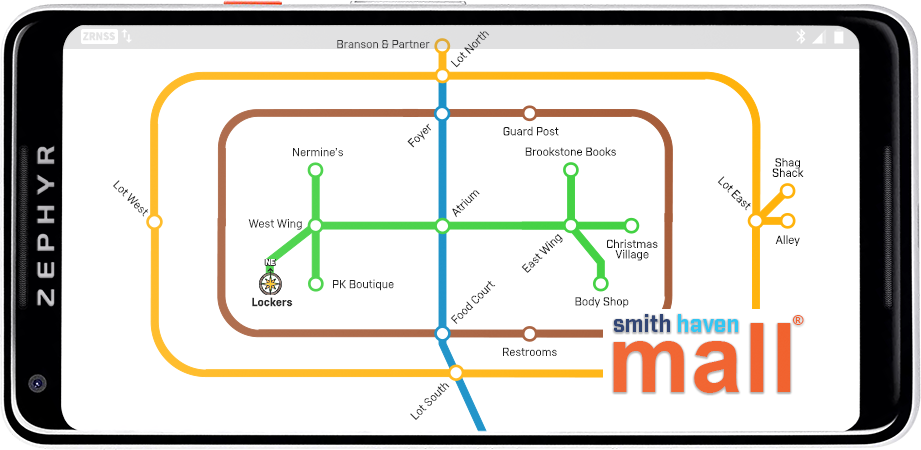 ZRNSS
Branson & Partner
Lot North
Foyer
Guard Post
Nermine's
Brookstone Books
Shag
Shack
Lot West
Lot East
West Wing
Atrium
East Wing
Christmas
Village
Alley
NE
Lockers
PK Boutique
Body Shop
Food Court
Restrooms
Lot South
smith haven
mall®
ZEPHYR